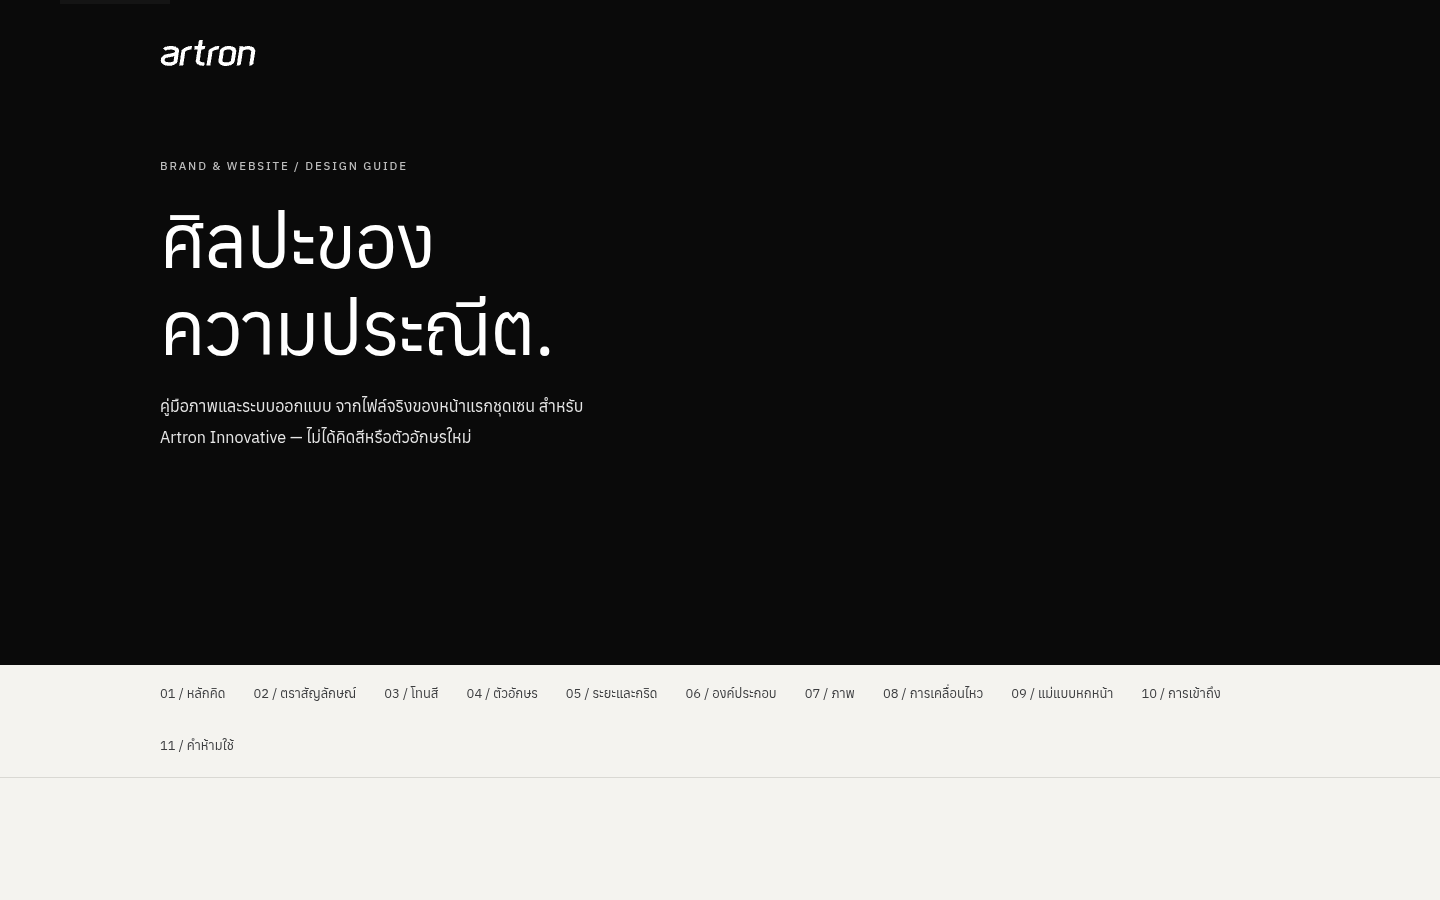 artron
BRAND & WEBSITE / DESIGN GUIDE
ศิลปะของ
ความประณีต.
คู่มือภาพและระบบออกแบบ จากไฟล์จริงของหน้าแรกชุดเซน สำหรับ
Artron Innovative — ไม่ได้คิดสีหรือตัวอักษรใหม่
01 / หลักคิด 02 / ตราสัญลักษณ์ 03 / โทนสี 04 / ตัวอักษร 05 / ระยะและกริด 06 / องค์ประกอบ 07 / ภาพ 08 / การเคลื่อนไหว 09 / แม่แบบหกหน้า 10 / การเข้าถึง
11 / คำห้ามใช้